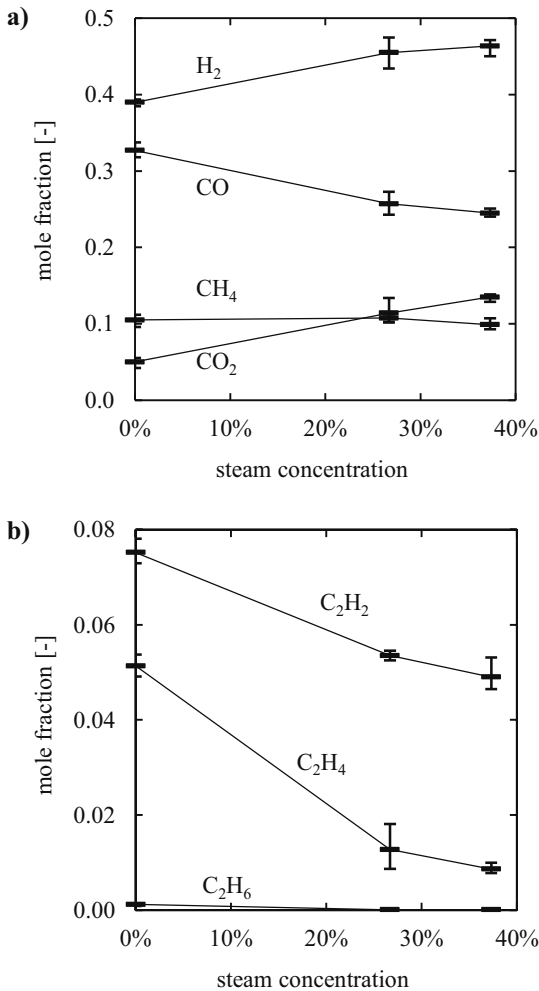 a)
0.5
0.4
0.3
0.2
0.1
0.0
mole fraction [-]
H₂
CO
CH₄
CO₂
0% 10% 20% 30% 40%
steam concentration
b)
0.08
0.06
0.04
0.02
0.00
mole fraction [-]
C₂H₂
C₂H₄
C₂H₆
0% 10% 20% 30% 40%
steam concentration